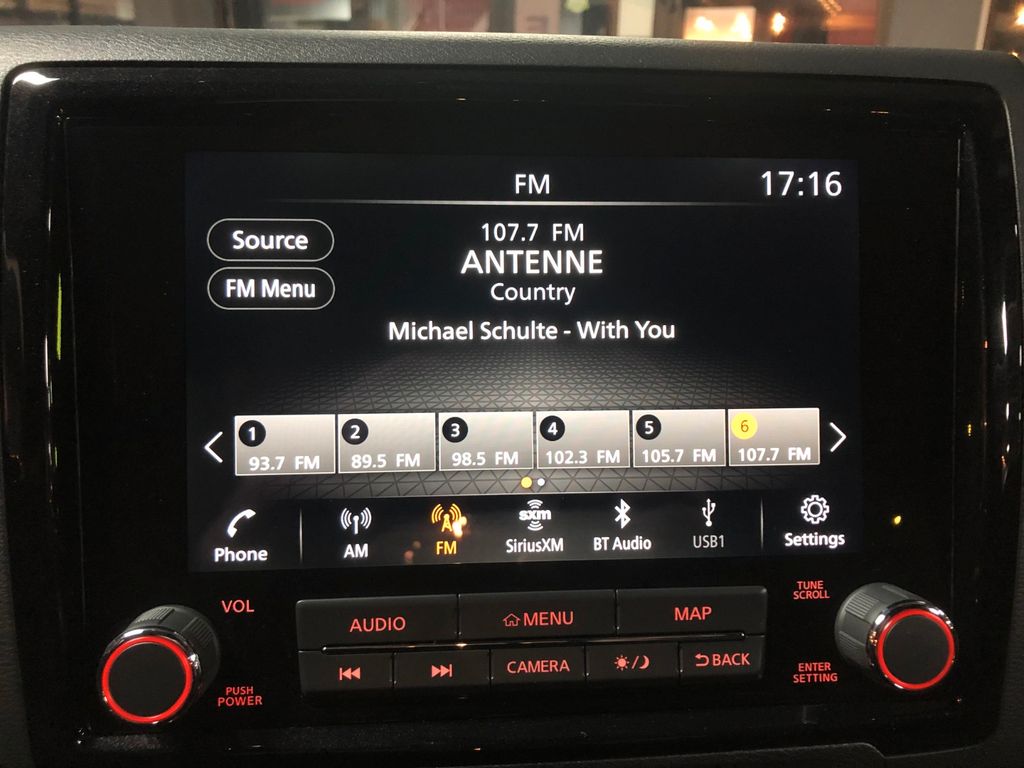 FM
17:16
Source
FM Menu
107.7 FM
ANTENNE
Country
Michael Schulte - With You
1
93.7 FM
2
89.5 FM
3
98.5 FM
4
102.3 FM
5
105.7 FM
6
107.7 FM
Phone
AM
FM
sxm
SiriusXM
BT Audio
USB1
Settings
VOL
PUSH
POWER
AUDIO
MENU
MAP
CAMERA
BACK
TUNE
SCROLL
ENTER
SETTING